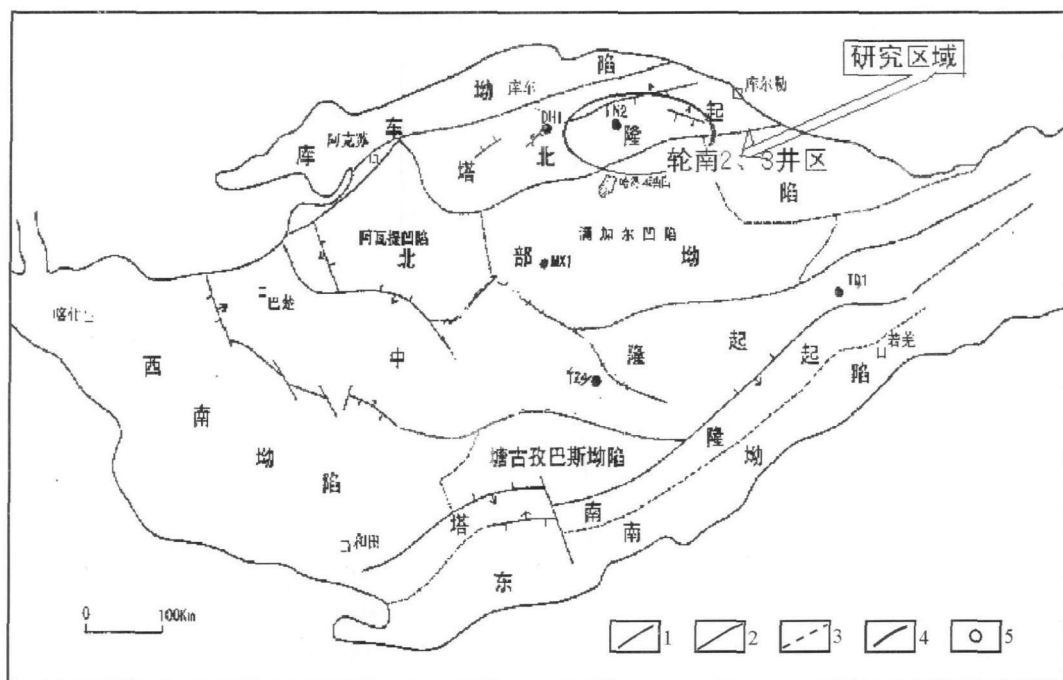 研究区域
库尔勒
轮南2、3井区
库车坳陷
库车
阿克苏
DH1
TN2
塔北隆起
阿瓦提凹陷
满加尔凹陷
北部坳陷
MX1
TD1
巴楚
喀什
若羌
中
隆起
TZ4
西南坳陷
塘古孜巴斯坳陷
塔南隆起
东南坳陷
和田
0
100Km
1
2
3
4
5